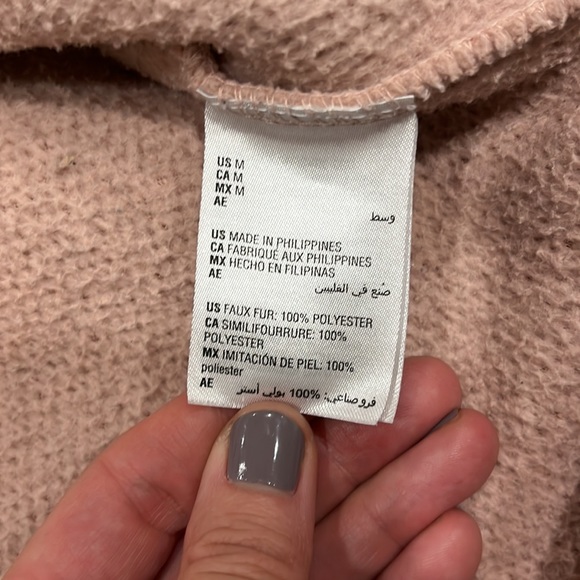 US M
CA M
MX M
AE
وسط
US MADE IN PHILIPPINES
CA FABRIQUÉ AUX PHILIPPINES
MX HECHO EN FILIPINAS
AE
صُنع في الفلبين
US FAUX FUR: 100% POLYESTER
CA SIMILIFOURRURE: 100%
POLYESTER
MX IMITACIÓN DE PIEL: 100%
poliester
AE فرو صناعي: 100% بولي أستر